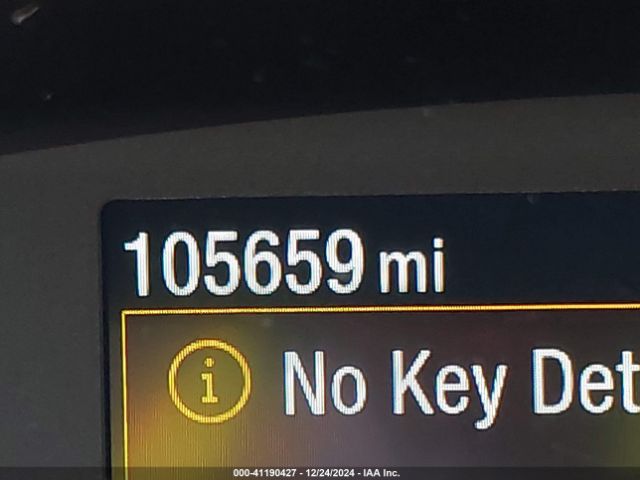 105659 mi
i No Key Det
000-41190427 - 12/24/2024 - IAA Inc.